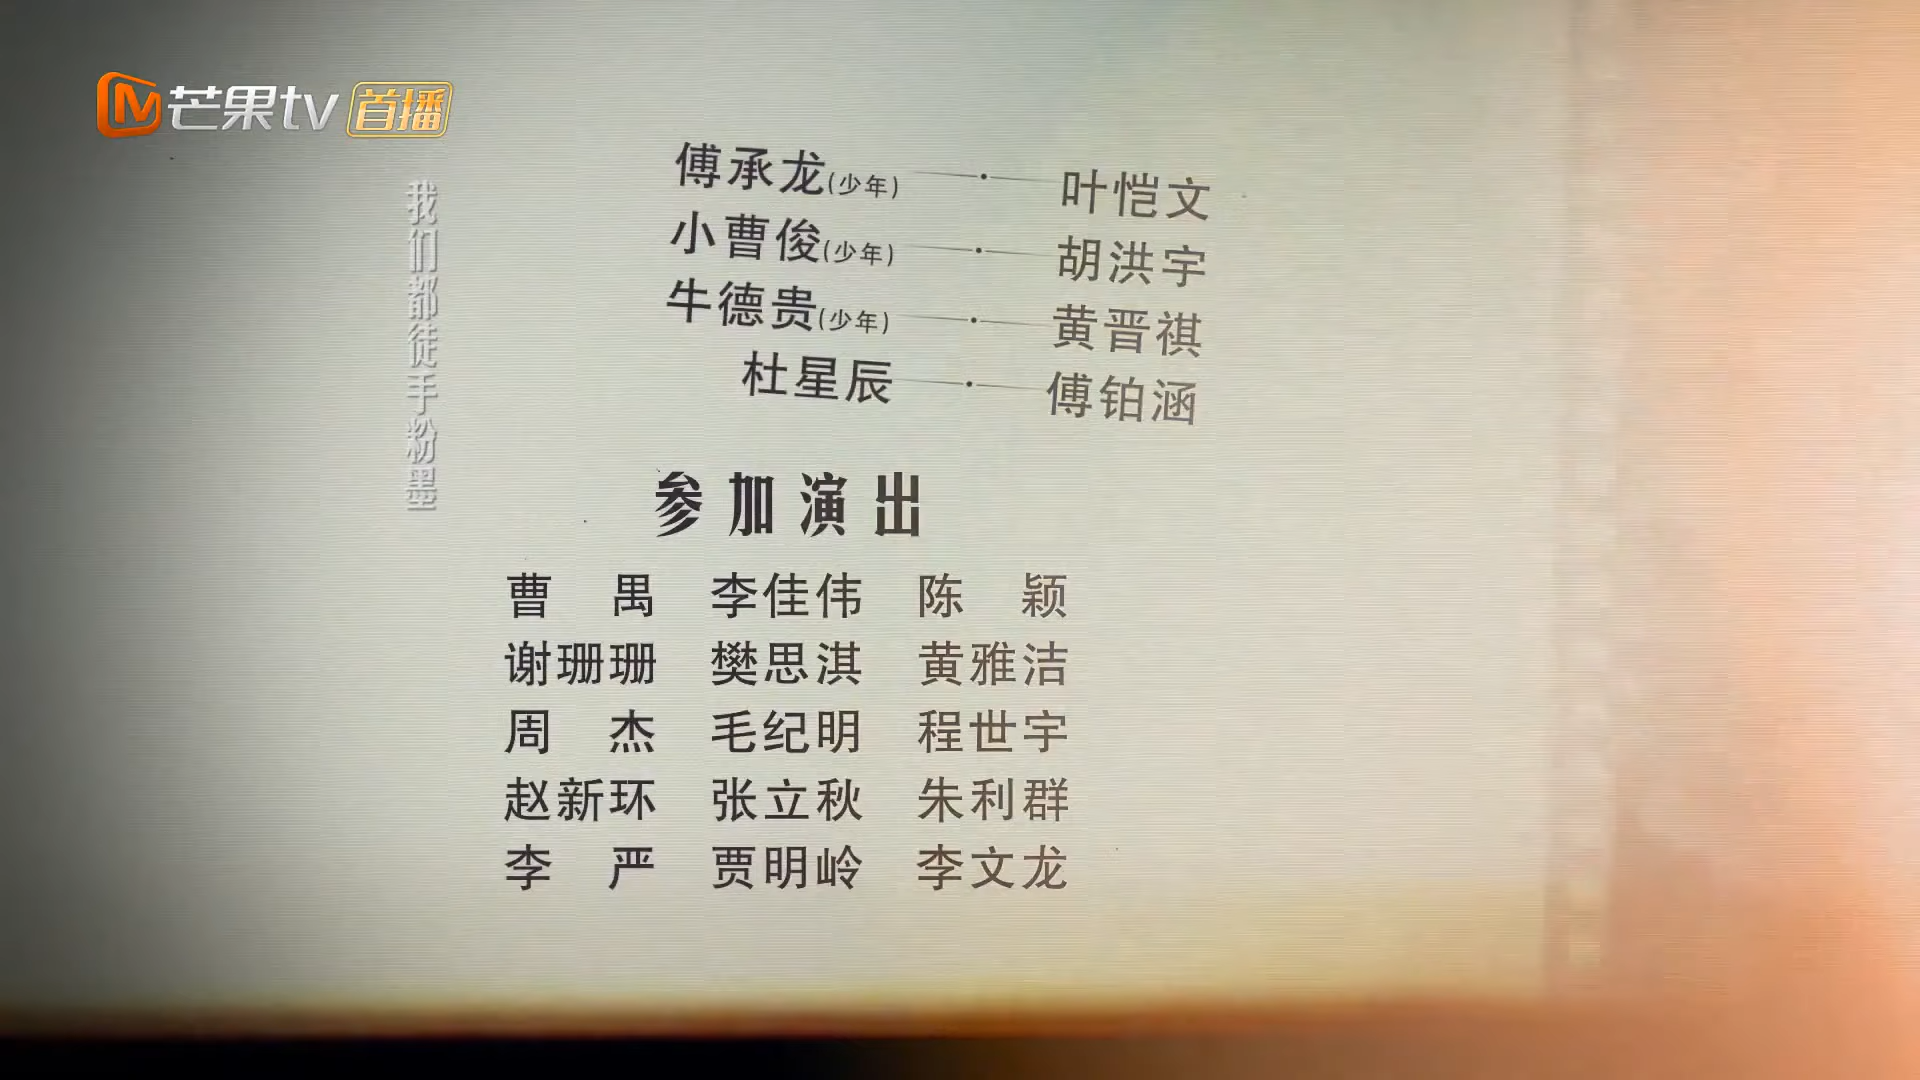 芒果tv 首播
我们都徒手粉墨
傅承龙(少年) 叶恺文
小曹俊(少年) 胡洪宇
牛德贵(少年) 黄晋祺
杜星辰 傅铂涵
参加演出
曹禺 李佳伟 陈颖
谢珊珊 樊思淇 黄雅洁
周杰 毛纪明 程世宇
赵新环 张立秋 朱利群
李严 贾明岭 李文龙